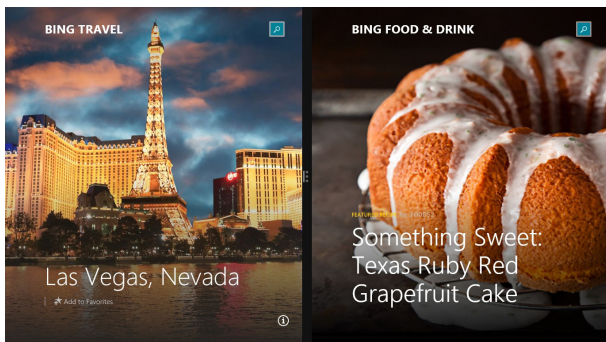 BING TRAVEL
Las Vegas, Nevada
Add to Favorites
BING FOOD & DRINK
Something Sweet:
Texas Ruby Red
Grapefruit Cake